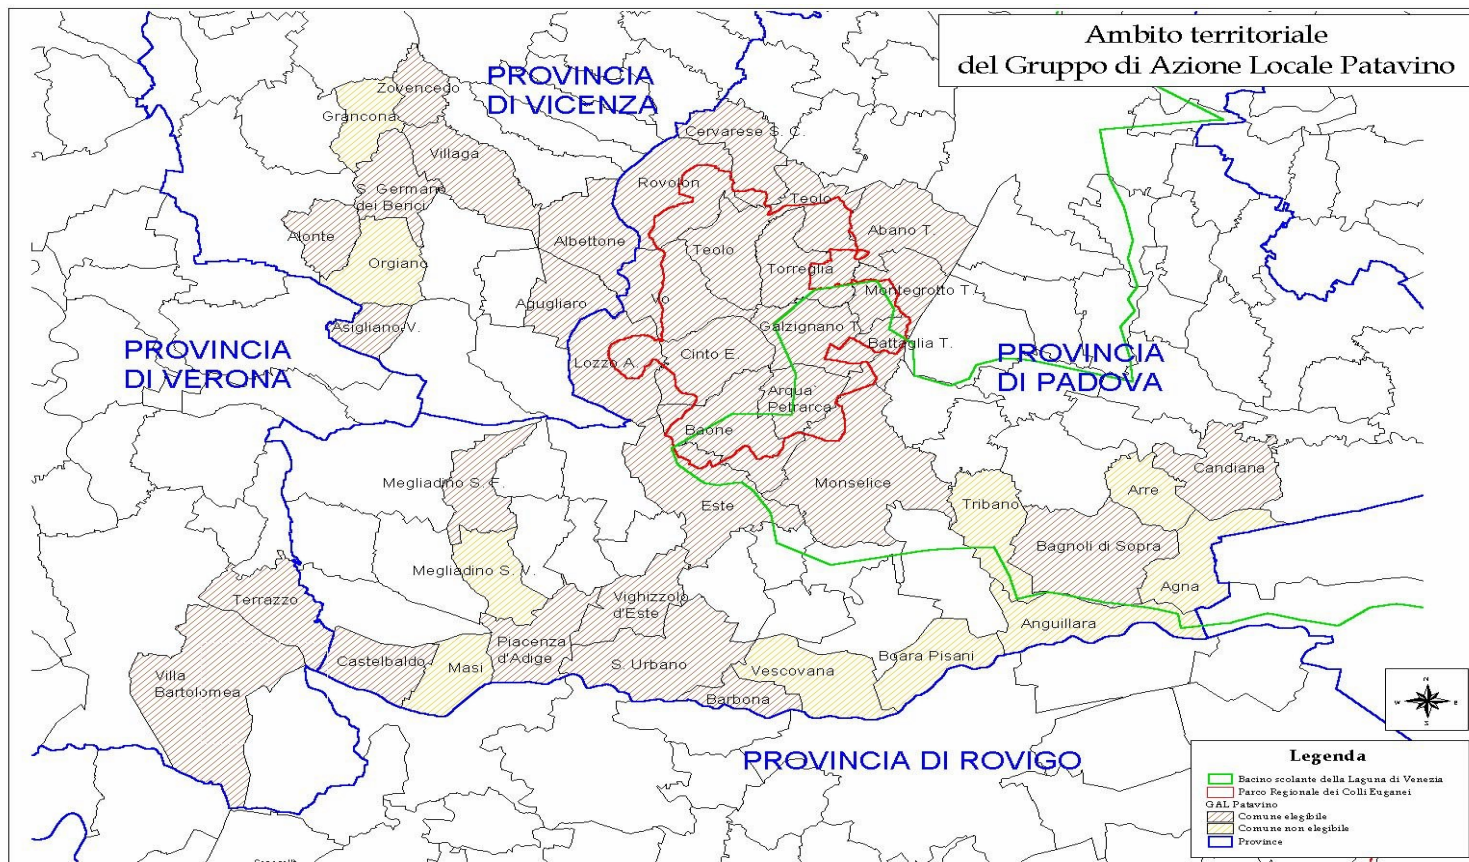 Ambito territoriale
del Gruppo di Azione Locale Patavino
PROVINCIA
DI VICENZA
Zovencedo
Grancona
Cervarese S. C.
Villaga
Rovolon
S. Germano
dei Berici
Teolo
Abano T.
Alonte
Albettone
Teolo
Orgiano
Torreglia
Montegrotto T.
Agugliaro
Vo
Asigliano V.
Galzignano T.
Battaglia T.
PROVINCIA
DI VERONA
Lozzo A.
Cinto E.
PROVINCIA
DI PADOVA
Arquà
Petrarca
Baone
Candiana
Megliadino S. F.
Monselice
Arre
Este
Tribano
Bagnoli di Sopra
Megliadino S. V.
Agna
Terrazzo
Vighizzolo
d'Este
Anguillara
Piacenza
d'Adige
Castelbaldo
Masi
S. Urbano
Vescovana
Boara Pisani
Villa
Bartolomea
Barbona
N
W
E
S
PROVINCIA DI ROVIGO
Legenda
Bacino scolante della Laguna di Venezia
Parco Regionale dei Colli Euganei
GAL Patavino
Comune elegibile
Comune non elegibile
Province